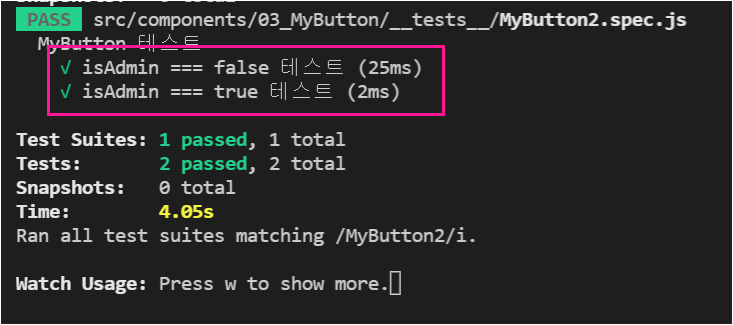 PASS src/components/03_MyButton/__tests__/MyButton2.spec.js
MyButton 테스트
√ isAdmin === false 테스트 (25ms)
√ isAdmin === true 테스트 (2ms)
Test Suites: 1 passed, 1 total
Tests: 2 passed, 2 total
Snapshots: 0 total
Time: 4.05s
Ran all test suites matching /MyButton2/i.
Watch Usage: Press w to show more.